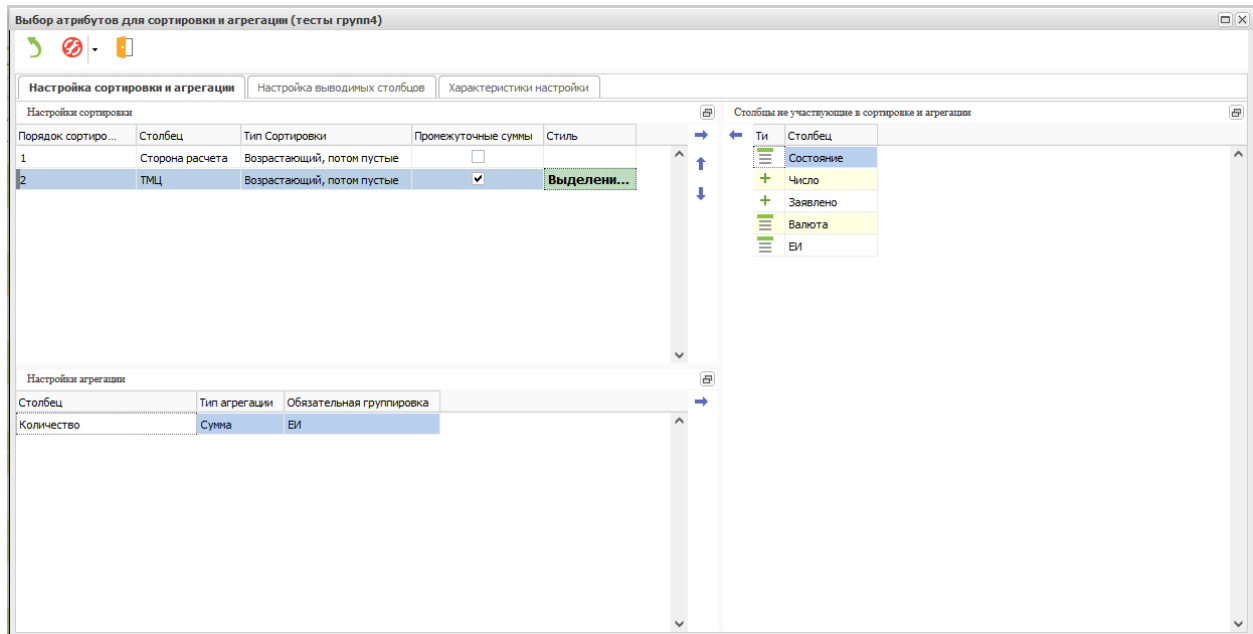 Выбор атрибутов для сортировки и агрегации (тесты групп4)
Настройка сортировки и агрегации Настройка выводимых столбцов Характеристики настройки
Настройки сортировки
Порядок сортиро... Столбец Тип Сортировки Промежуточные суммы Стиль
1 Сторона расчета Возрастающий, потом пустые
2 ТМЦ Возрастающий, потом пустые Выделени...
Настройки агрегации
Столбец Тип агрегации Обязательная группировка
Количество Сумма ЕИ
Столбцы не участвующие в сортировке и агрегации
Ти Столбец
Состояние
Число
Заявлено
Валюта
ЕИ